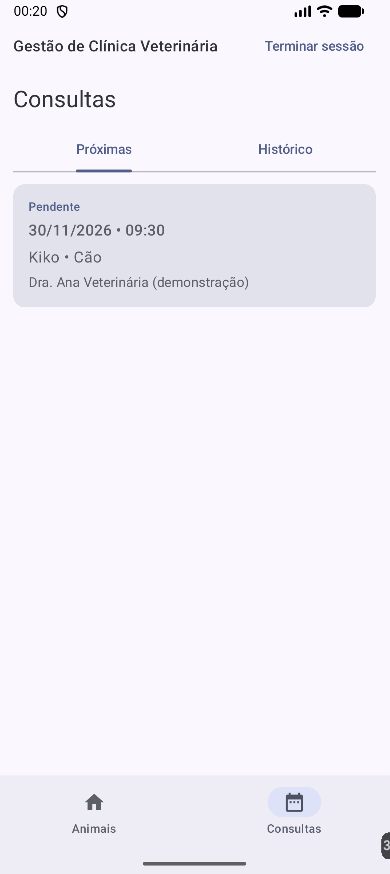 00:20
Gestão de Clínica Veterinária
Terminar sessão
Consultas
Próximas
Histórico
Pendente
30/11/2026 • 09:30
Kiko • Cão
Dra. Ana Veterinária (demonstração)
Animais
Consultas
3